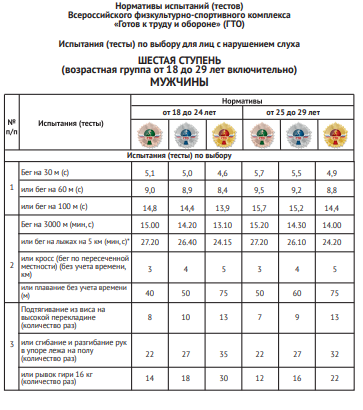 Нормативы испытаний (тестов)
Всероссийского физкультурно-спортивного комплекса
«Готов к труду и обороне» (ГТО)
Испытания (тесты) по выбору для лиц с нарушением слуха
ШЕСТАЯ СТУПЕНЬ
(возрастная группа от 18 до 29 лет включительно)
МУЖЧИНЫ
№ п/п Испытания (тесты) Нормативы
от 18 до 24 лет от 25 до 29 лет
Испытания (тесты) по выбору
1 Бег на 30 м (с) 5,1 5,0 4,6 5,7 5,5 4,9
или бег на 60 м (с) 9,0 8,9 8,4 9,5 9,2 8,8
или бег на 100 м (с) 14,8 14,4 13,9 15,7 15,2 14,4
2 Бег на 3000 м (мин, с) 15.00 14.20 13.10 15.20 14.30 14.00
или бег на лыжах на 5 км (мин, с)* 27.20 26.40 24.15 27.20 26.10 24.20
или кросс (бег по пересеченной
местности) (без учета времени,
км) 3 4 5 3 4 5
или плавание без учета времени
(м) 40 50 75 50 60 75
3 Подтягивание из виса на
высокой перекладине
(количество раз) 8 10 13 7 9 13
или сгибание и разгибание рук
в упоре лежа на полу
(количество раз) 22 27 35 22 27 32
или рывок гири 16 кг
(количество раз) 14 18 30 12 16 22